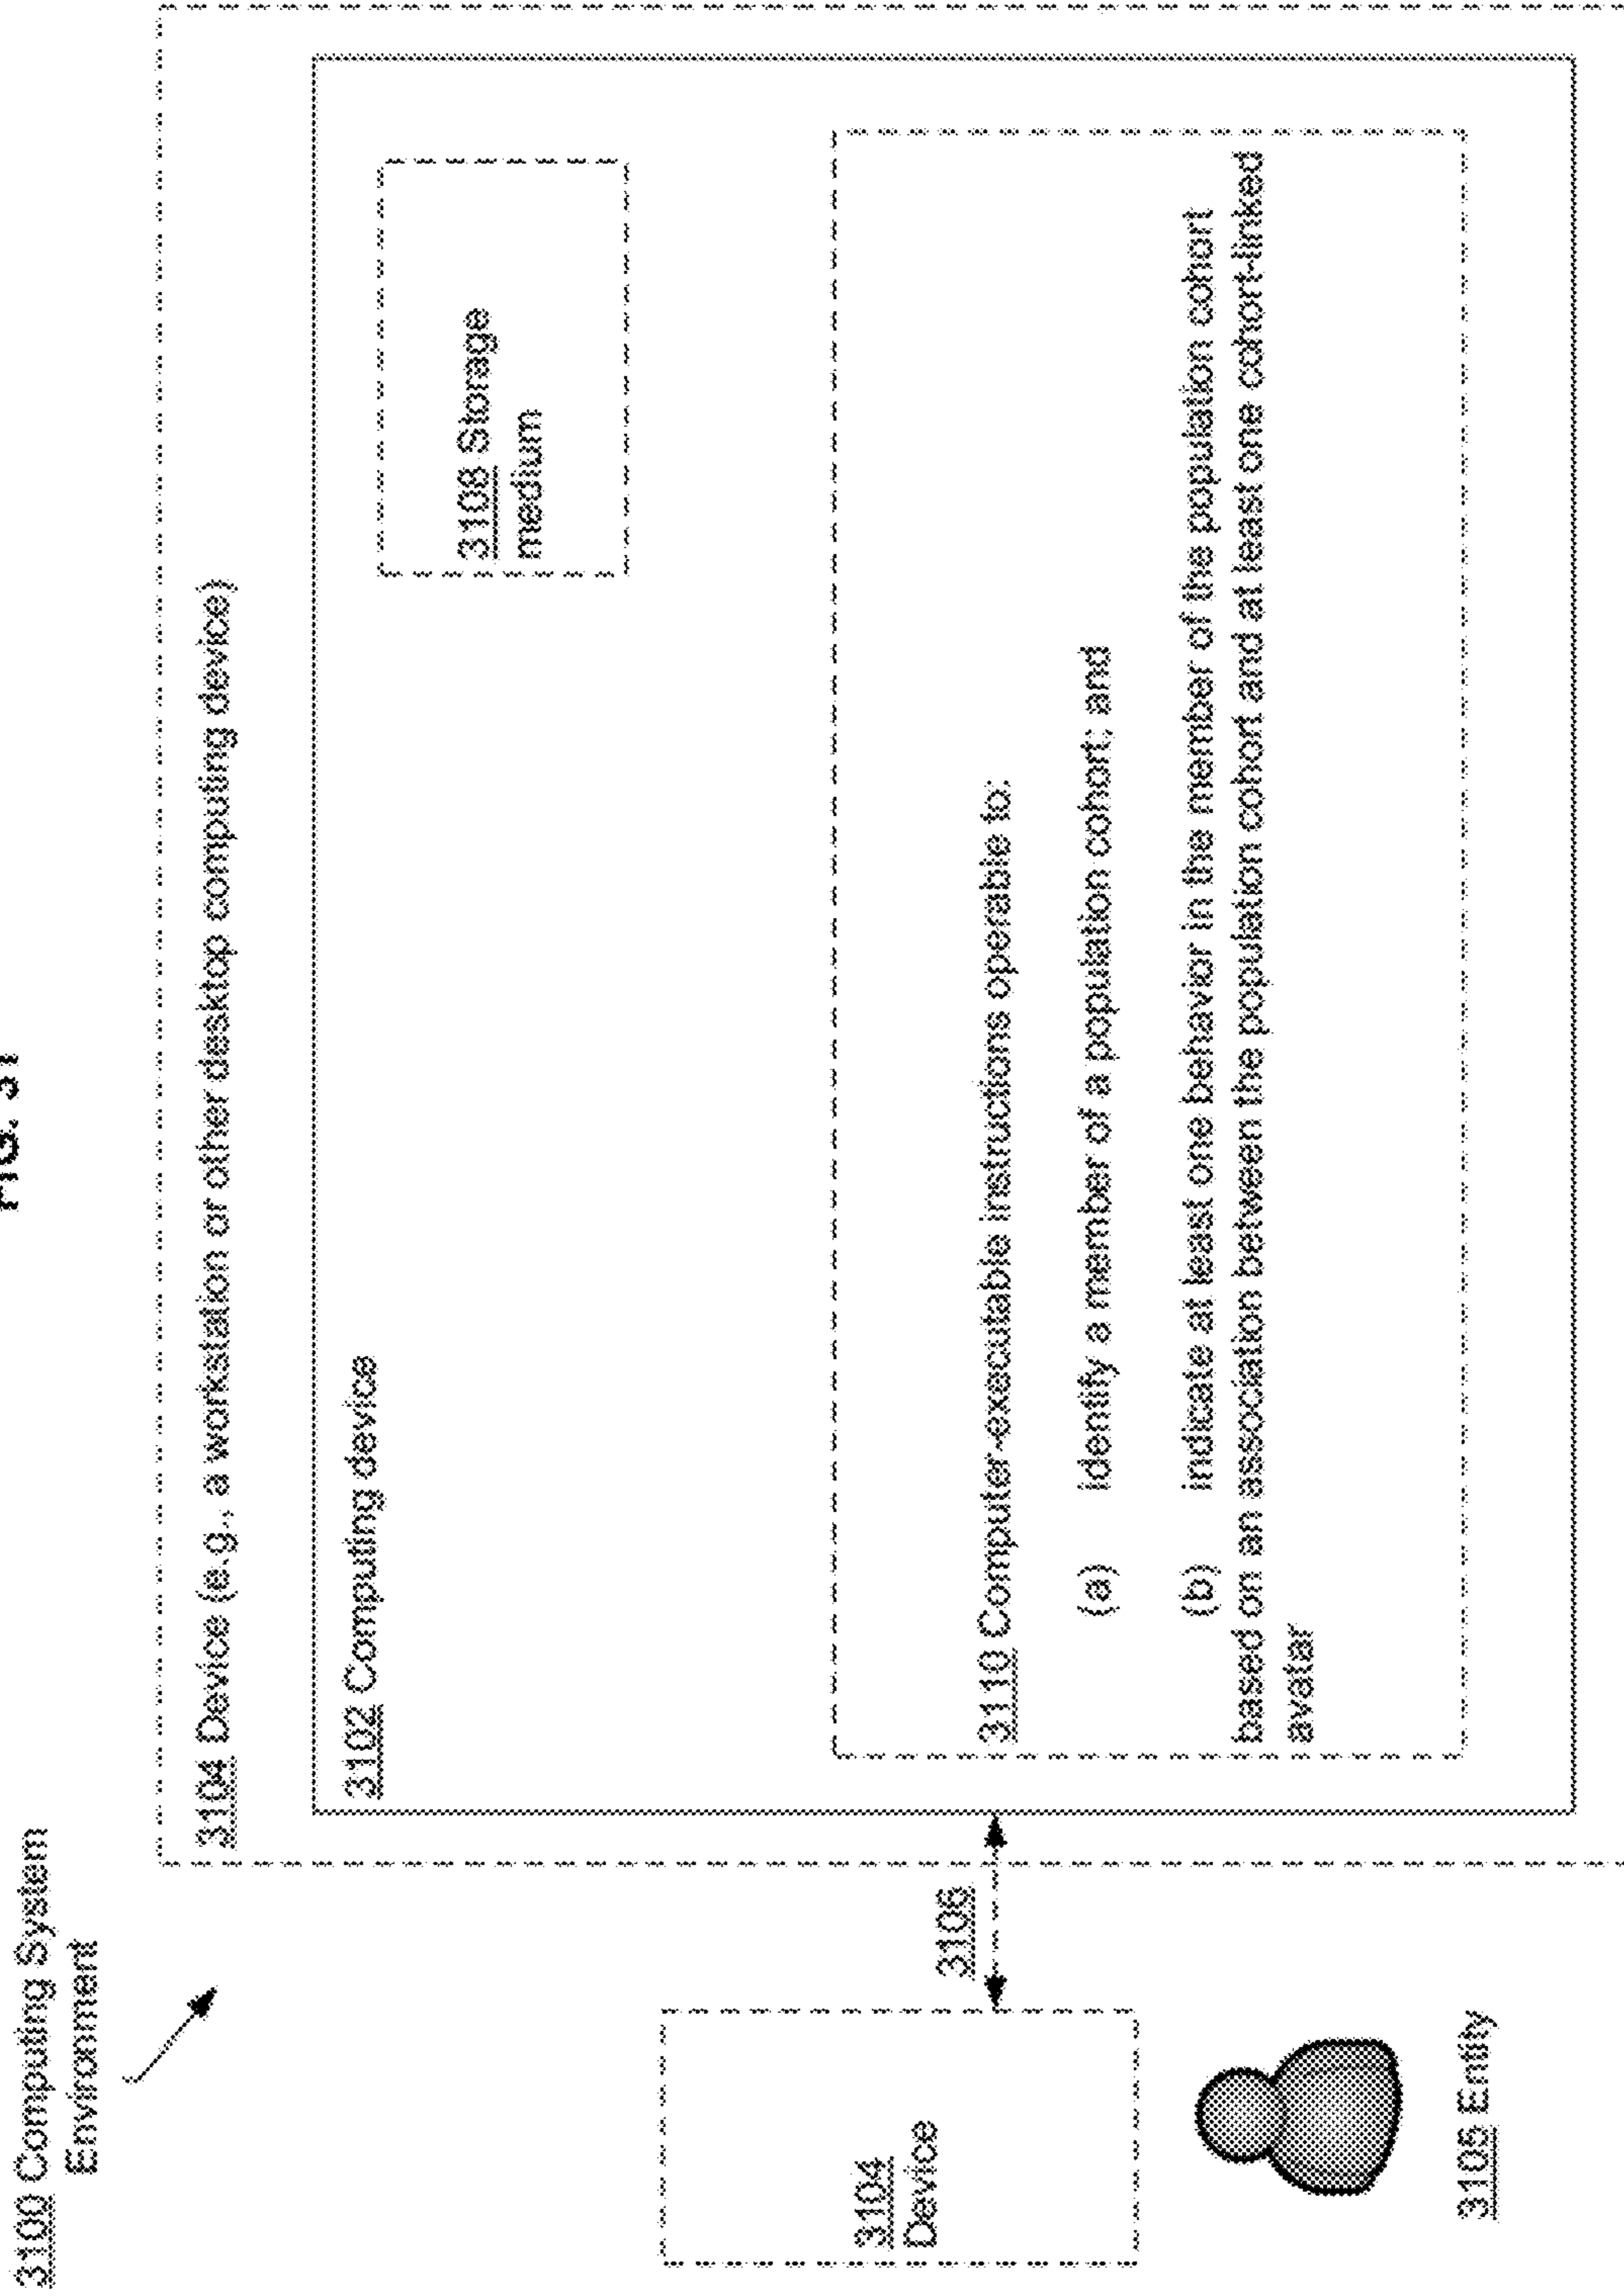 FIG. 31
3100 Computing System
Environment
3104 Device (e.g., a workstation or other desktop computing device)
3102 Computing device
3108 Storage
medium
3106
3104
Device
3110 Computer-executable instructions operable to:
(a) identify a member of a population cohort; and
(b) indicate at least one behavior in the member of the population cohort
based on an association between the population cohort and at least one cohort-linked
avatar
3105 Entity